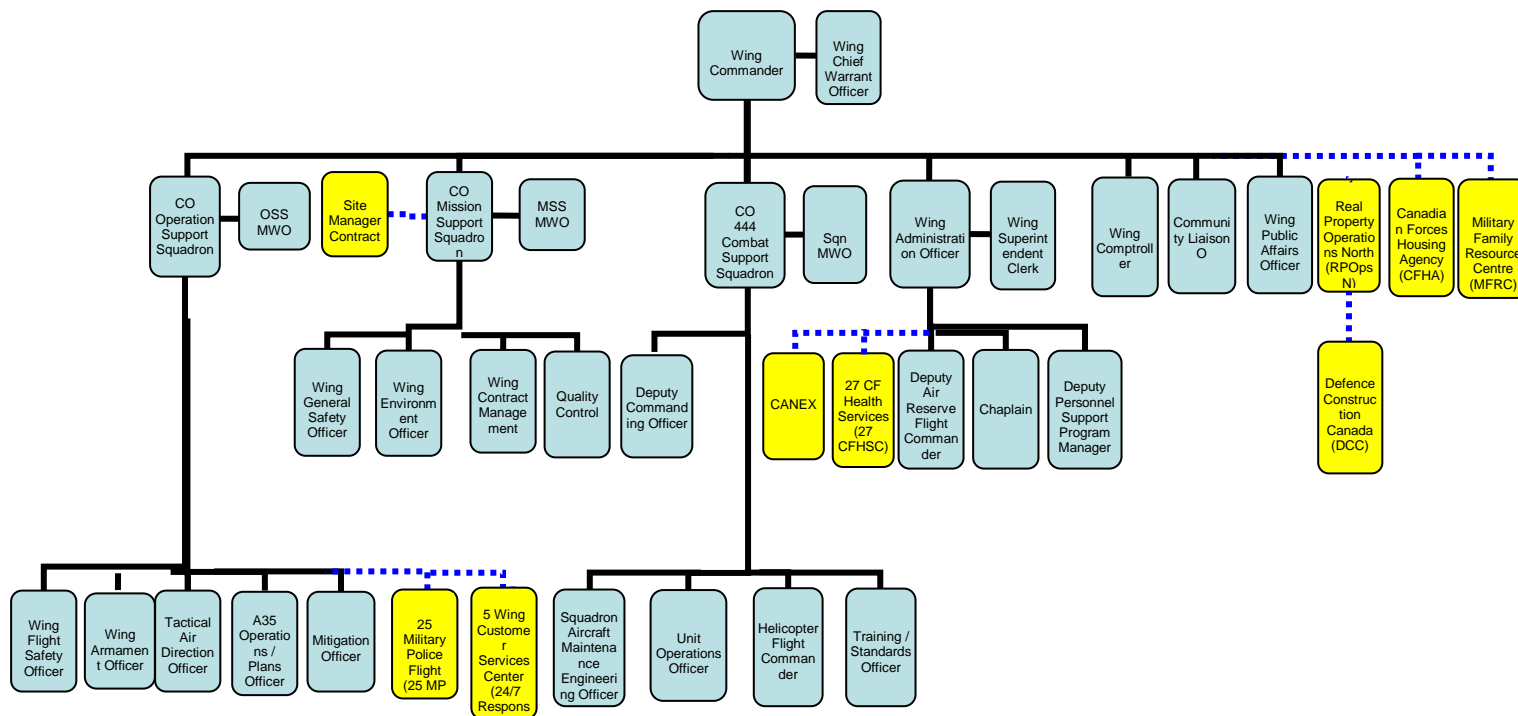 Wing
Commander
Wing
Chief
Warrant
Officer
CO
Operation
Support
Squadron
OSS
MWO
Site
Manager
Contract
CO
Mission
Support
Squadro
n
MSS
MWO
CO
444
Combat
Support
Squadron
Sqn
MWO
Wing
Administrati
on Officer
Wing
Superint
endent
Clerk
Wing
Comptroll
er
Communi
ty Liaison
O
Wing
Public
Affairs
Officer
Real
Property
Operatio
ns North
(RPOps
N)
Canadia
n Forces
Housing
Agency
(CFHA)
Military
Family
Resource
Centre
(MFRC)
Wing
General
Safety
Officer
Wing
Environm
ent
Officer
Wing
Contract
Manage
ment
Quality
Control
Deputy
Command
ing Officer
CANEX
27 CF
Health
Services
(27
CFHSC)
Deputy
Air
Reserve
Flight
Comman
der
Chaplain
Deputy
Personnel
Support
Program
Manager
Defence
Construc
tion
Canada
(DCC)
Wing
Flight
Safety
Officer
Wing
Armamen
t Officer
Tactical
Air
Direction
Officer
A35
Operatio
ns /
Plans
Officer
Mitigation
Officer
25
Military
Police
Flight
(25 MP
5 Wing
Custome
r
Services
Center
(24/7
Respons
Squadron
Aircraft
Maintena
nce
Engineeri
ng Officer
Unit
Operations
Officer
Helicopter
Flight
Comman
der
Training /
Standards
Officer